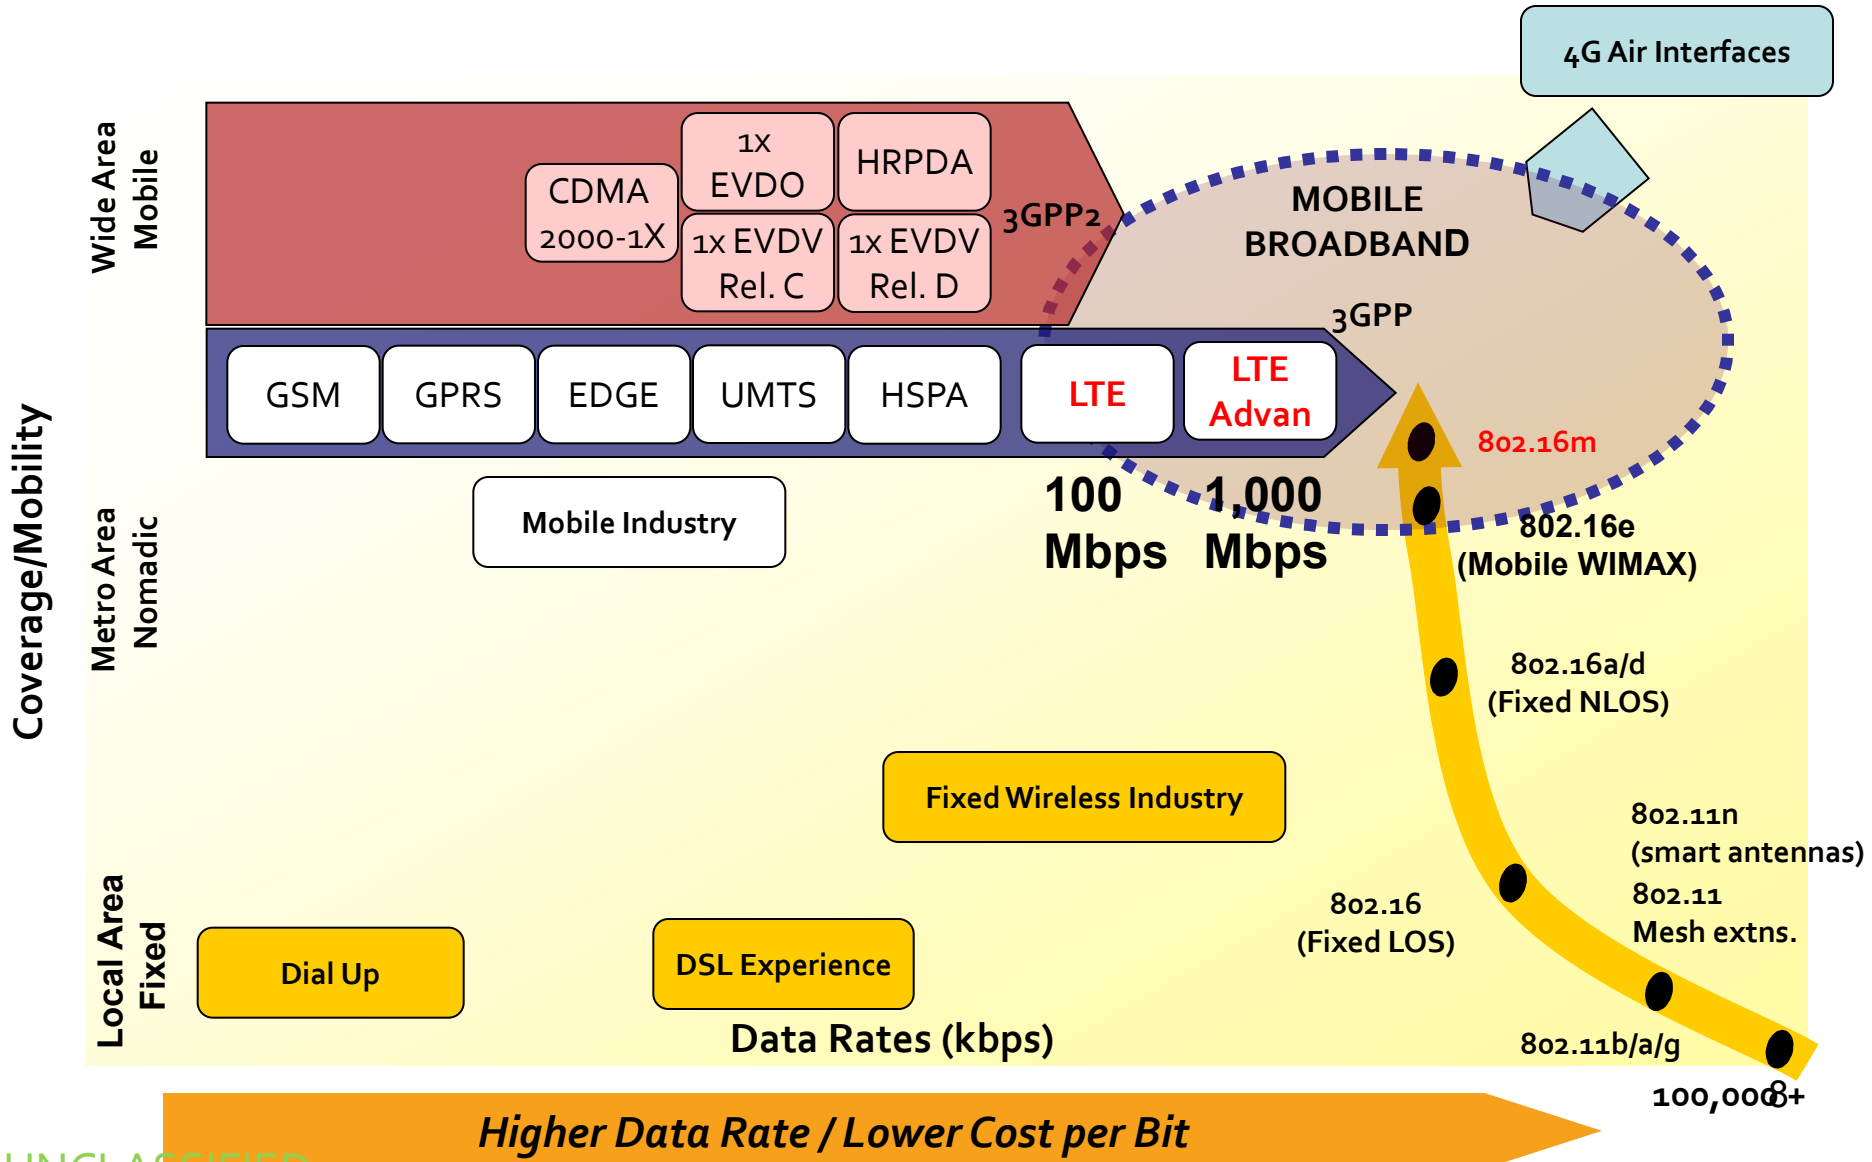 4G Air Interfaces
Wide Area
Mobile
1x
EVDO
HRPDA
CDMA
2000-1X
1x EVDV
Rel. C
1x EVDV
Rel. D
3GPP2
MOBILE
BROADBAND
3GPP
GSM
GPRS
EDGE
UMTS
HSPA
LTE
LTE
Advan
802.16m
Coverage/Mobility
Metro Area
Nomadic
Mobile Industry
100
Mbps
1,000
Mbps
802.16e
(Mobile WIMAX)
802.16a/d
(Fixed NLOS)
Fixed Wireless Industry
802.11n
(smart antennas)
802.11
Mesh extns.
802.16
(Fixed LOS)
Local Area
Fixed
Dial Up
DSL Experience
Data Rates (kbps)
802.11b/a/g
100,000+
8
Higher Data Rate / Lower Cost per Bit
UNCLASSIFIED